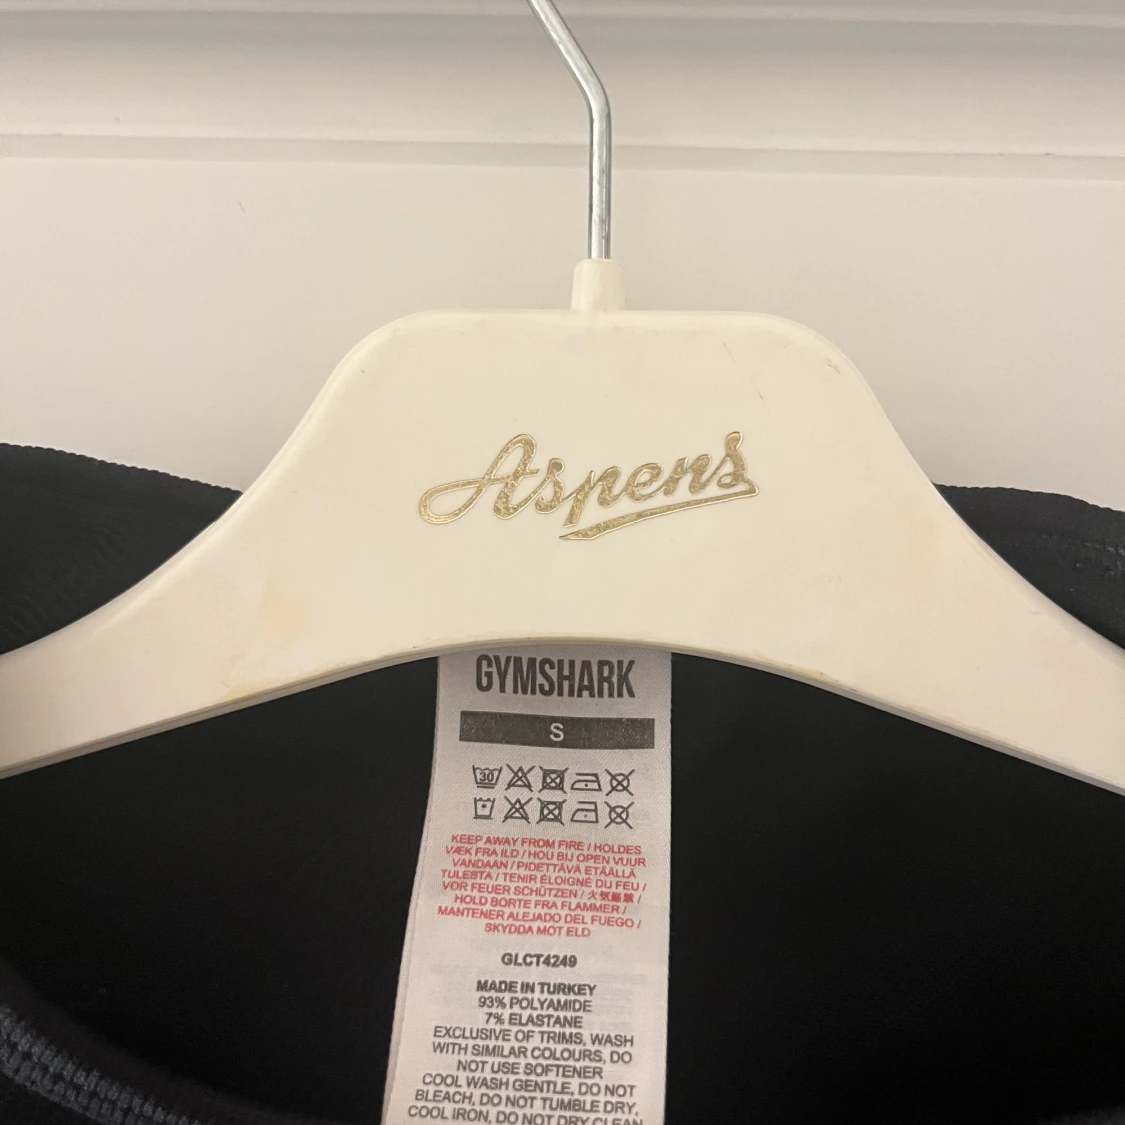 Aspens
GYMSHARK
S
30
KEEP AWAY FROM FIRE / HOLDES
VÆK FRA ILD / HOU BIJ OPEN VUUR
VANDAAN / PIDETTÄVÄ ETÄÄLLÄ
TULESTA / TENIR ÉLOIGNÉ DU FEU /
VOR FEUER SCHÜTZEN / 火気厳禁 /
HOLD BORTE FRA FLAMMER /
MANTENER ALEJADO DEL FUEGO /
SKYDDA MOT ELD
GLCT4249
MADE IN TURKEY
93% POLYAMIDE
7% ELASTANE
EXCLUSIVE OF TRIMS, WASH
WITH SIMILAR COLOURS, DO
NOT USE SOFTENER
COOL WASH GENTLE, DO NOT
BLEACH, DO NOT TUMBLE DRY,
COOL IRON, DO NOT DRY CLEAN